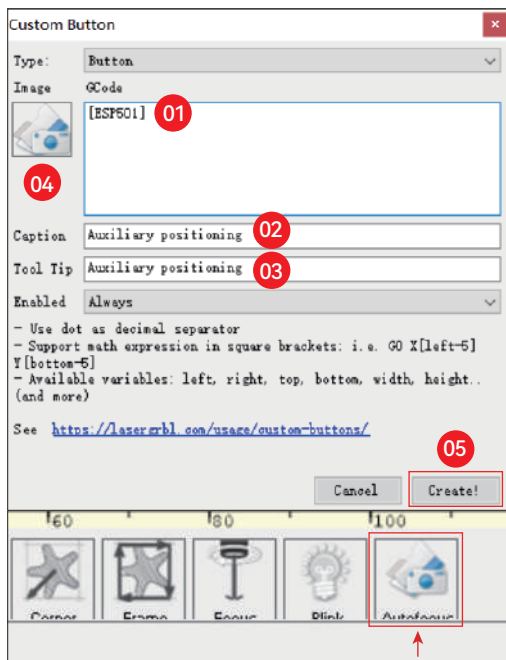 Custom Button
×
Type:
Button
Image
GCode
[ESP501]
01
04
Caption
Auxiliary positioning
02
Tool Tip
Auxiliary positioning
03
Enabled
Always
- Use dot as decimal separator
- Support math expression in square brackets: i.e. G0 X[left-5]
Y[bottom-5]
- Available variables: left, right, top, bottom, width, height..
(and more)
See https://lasergrbl.com/usage/custom-buttons/
05
Cancel
Create!
60
80
100
Corner
Frame
Focus
Blink
Autofocus